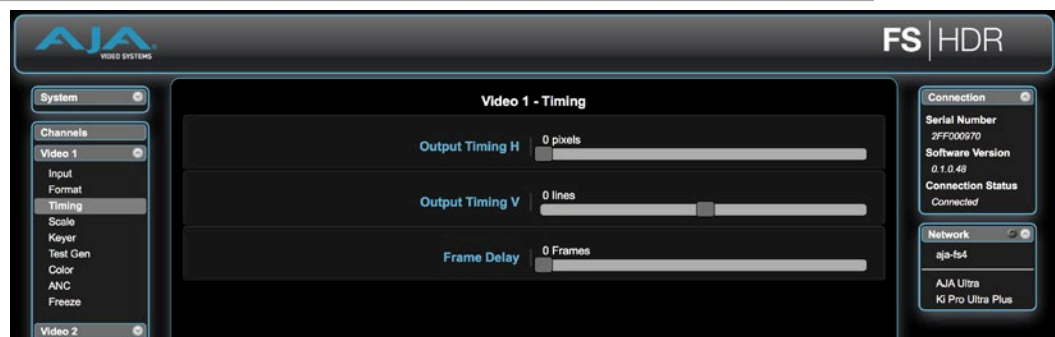 AJA
VIDEO SYSTEMS
FS|HDR
System
Channels
Video 1
Input
Format
Timing
Scale
Keyer
Test Gen
Color
ANC
Freeze
Video 2
Video 1 - Timing
Output Timing H
0 pixels
Output Timing V
0 lines
Frame Delay
0 Frames
Connection
Serial Number
2FF000970
Software Version
0.1.0.48
Connection Status
Connected
Network
aja-fs4
AJA Ultra
Ki Pro Ultra Plus